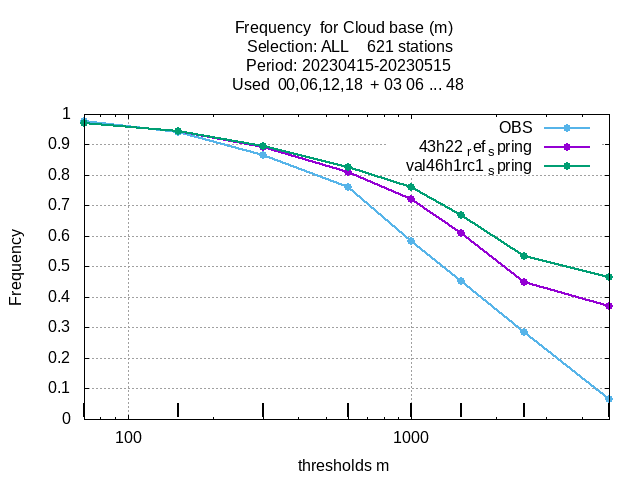 Frequency  for Cloud base (m)
Selection: ALL    621 stations
Period: 20230415-20230515
Used  00,06,12,18  + 03 06 ... 48
OBS
43h22 ref spring
val46h1rc1 spring
1
0.9
0.8
0.7
0.6
0.5
0.4
0.3
0.2
0.1
0
Frequency
100
1000
thresholds m